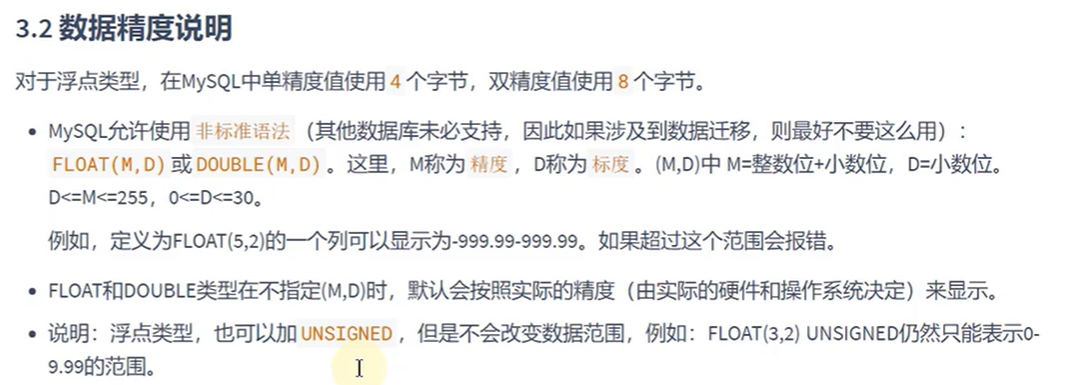 3.2 数据精度说明
对于浮点类型，在MySQL中单精度值使用 4 个字节，双精度值使用 8 个字节。
• MySQL允许使用 非标准语法 （其他数据库未必支持，因此如果涉及到数据迁移，则最好不要这么用）：
FLOAT(M,D) 或 DOUBLE(M,D) 。这里，M称为 精度 ，D称为 标度 。(M,D)中 M=整数位+小数位，D=小数位。
D<=M<=255，0<=D<=30。
例如，定义为FLOAT(5,2)的一个列可以显示为-999.99-999.99。如果超过这个范围会报错。
• FLOAT和DOUBLE类型在不指定(M,D)时，默认会按照实际的精度（由实际的硬件和操作系统决定）来显示。
• 说明：浮点类型，也可以加 UNSIGNED ，但是不会改变数据范围，例如：FLOAT(3,2) UNSIGNED仍然只能表示0-
9.99的范围。